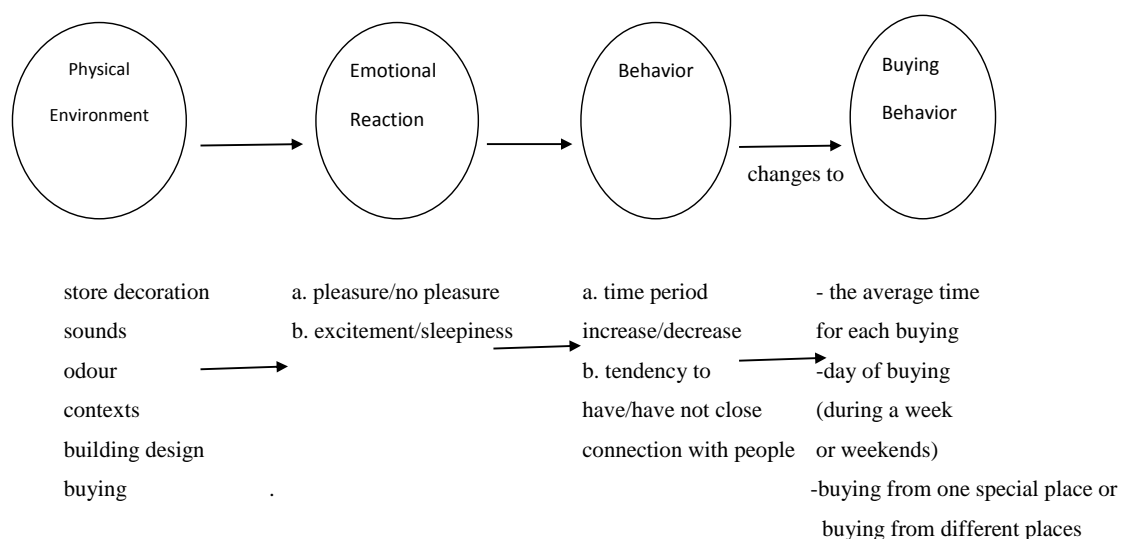 Physical
Environment
Emotional
Reaction
Behavior
Buying
Behavior
changes to
store decoration
sounds
odour
contexts
building design
buying .
a. pleasure/no pleasure
b. excitement/sleepiness
a. time period
increase/decrease
b. tendency to
have/have not close
connection with people
- the average time
for each buying
-day of buying
(during a week
or weekends)
-buying from one special place or
buying from different places